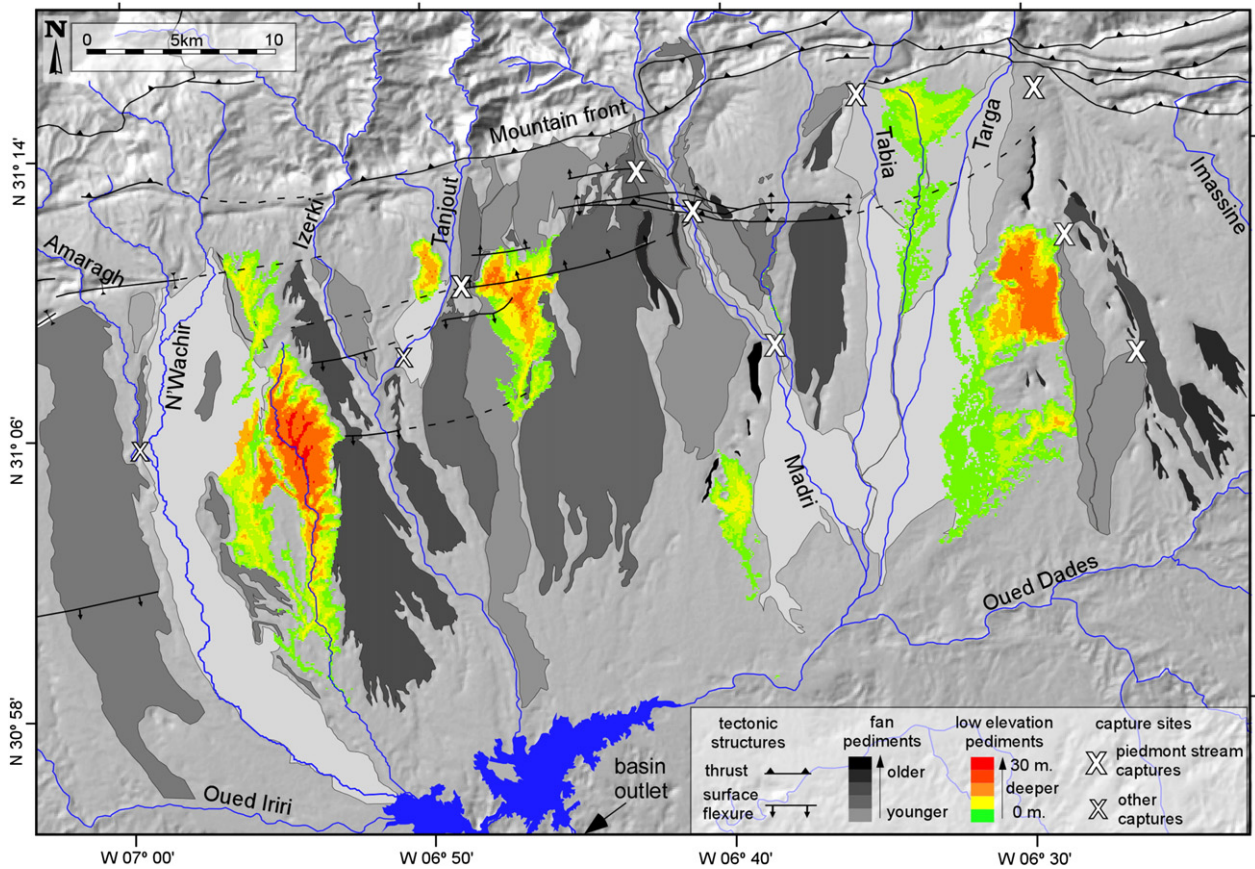 N
0 5km 10
Mountain front
Tabia
Targa
Imassine
N 31° 14'
Tanjout
Izerki
Amaragh
N'Wachir
N 31° 06'
Madri
Oued Dades
N 30° 58'
Oued Iriri
basin
outlet
tectonic
structures
thrust
surface
flexure
fan
pediments
older
younger
low elevation
pediments
30 m.
deeper
0 m.
capture sites
X piedmont stream
captures
X other
captures
W 07° 00' W 06° 50' W 06° 40' W 06° 30'